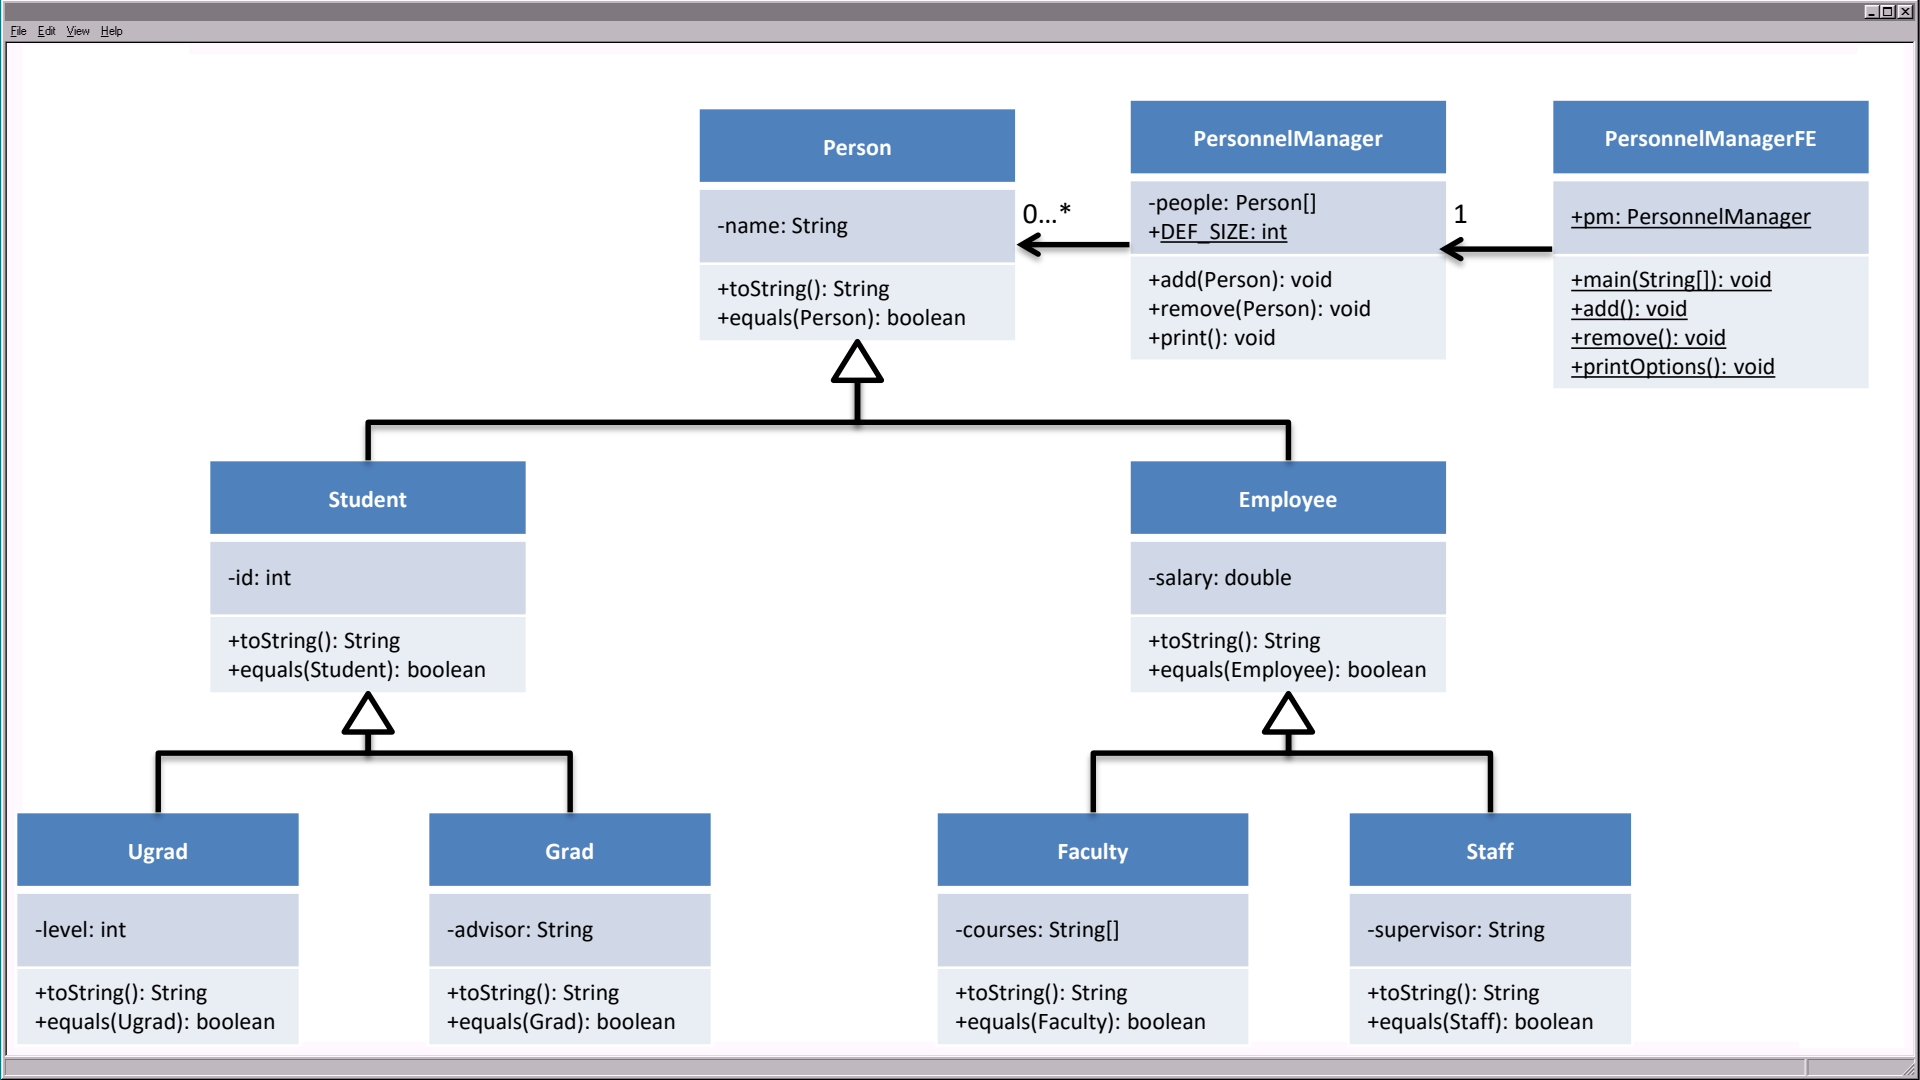 File Edit View Help
Person
-name: String
+toString(): String
+equals(Person): boolean
0...*
PersonnelManager
-people: Person[]
+DEF_SIZE: int
+add(Person): void
+remove(Person): void
+print(): void
1
PersonnelManagerFE
+pm: PersonnelManager
+main(String[]): void
+add(): void
+remove(): void
+printOptions(): void
Student
-id: int
+toString(): String
+equals(Student): boolean
Employee
-salary: double
+toString(): String
+equals(Employee): boolean
Ugrad
-level: int
+toString(): String
+equals(Ugrad): boolean
Grad
-advisor: String
+toString(): String
+equals(Grad): boolean
Faculty
-courses: String[]
+toString(): String
+equals(Faculty): boolean
Staff
-supervisor: String
+toString(): String
+equals(Staff): boolean